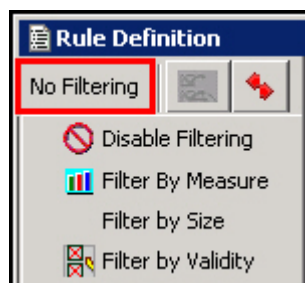 Rule Definition
No Filtering
Disable Filtering
Filter By Measure
Filter by Size
Filter by Validity